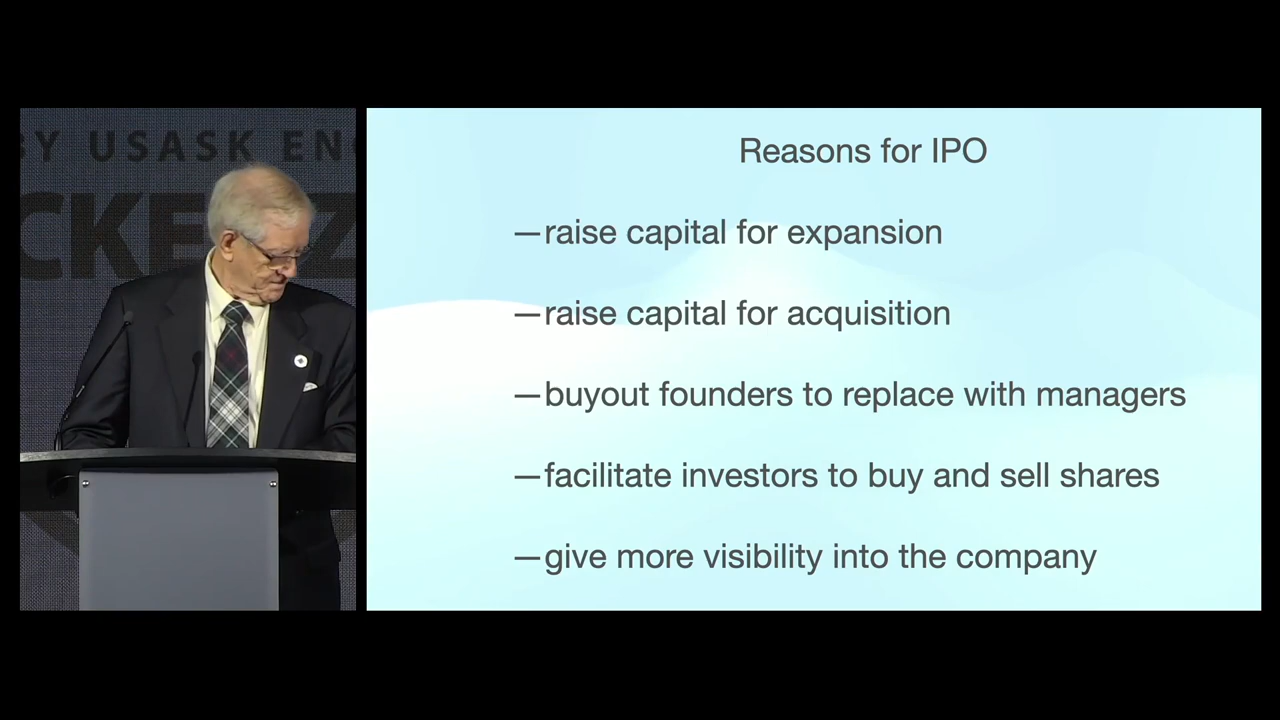 BY USASK EN
CKE Z
Reasons for IPO
—raise capital for expansion
—raise capital for acquisition
—buyout founders to replace with managers
—facilitate investors to buy and sell shares
—give more visibility into the company